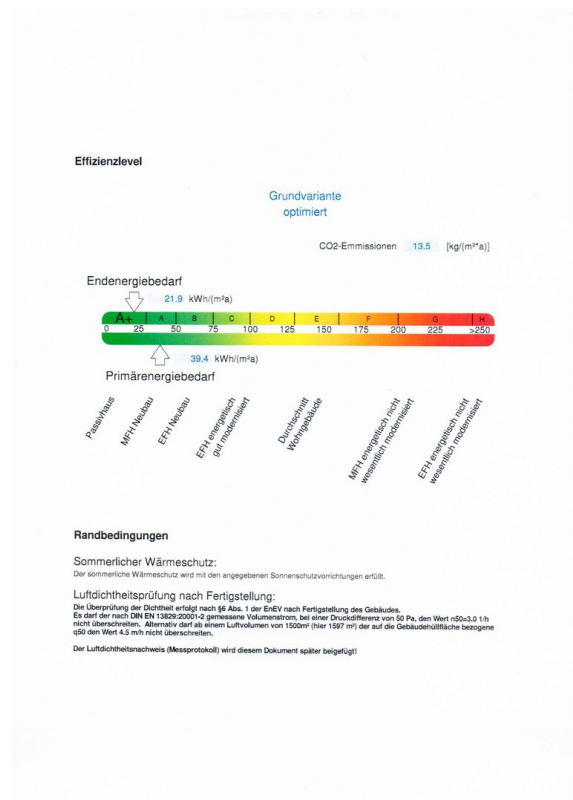 Effizienzlevel
Grundvariante
optimiert
CO2-Emmissionen 13.5 [kg/(m²*a)]
Endenergiebedarf
21.9 kWh/(m²a)
A+ A B C D E F G H
0 25 50 75 100 125 150 175 200 225 >250
39.4 kWh/(m²a)
Primärenergiebedarf
Passivhaus
MFH Neubau
EFH Neubau
EFH energetisch
gut modernisiert
Durchschnitt
Wohngebäude
MFH energetisch nicht
wesentlich modernisiert
EFH energetisch nicht
wesentlich modernisiert
Randbedingungen
Sommerlicher Wärmeschutz:
Der sommerliche Wärmeschutz wird mit den angegebenen Sonnenschutzvorrichtungen erfüllt.
Luftdichtheitsprüfung nach Fertigstellung:
Die Überprüfung der Dichtheit erfolgt nach §6 Abs. 1 der EnEV nach Fertigstellung des Gebäudes.
Es darf der nach DIN EN 13829:20001-2 gemessene Volumenstrom, bei einer Druckdifferenz von 50 Pa, den Wert n50=3.0 1/h
nicht überschreiten. Alternativ darf ab einem Luftvolumen von 1500m² (hier 1597 m²) der auf die Gebäudehüllfläche bezogene
q50 den Wert 4.5 m/h nicht überschreiten.
Der Luftdichtheitsnachweis (Messprotokoll) wird diesem Dokument später beigefügt!